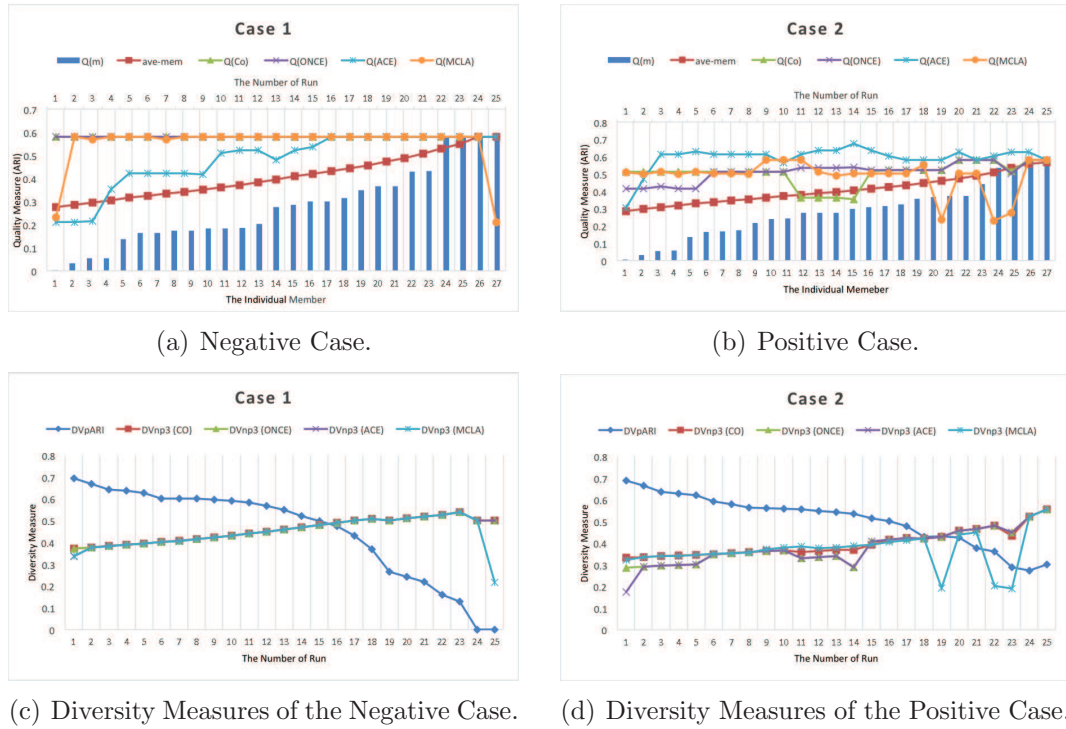 Case 1
Q(m) ave-mem Q(Co) Q(ONCE) Q(ACE) Q(MCLA)
The Number of Run
1 2 3 4 5 6 7 8 9 10 11 12 13 14 15 16 17 18 19 20 21 22 23 24 25
0.7
0.6
0.5
0.4
0.3
0.2
0.1
0
Quality Measure (ARI)
1 2 3 4 5 6 7 8 9 10 11 12 13 14 15 16 17 18 19 20 21 22 23 24 25 26 27
The Individual Member
(a) Negative Case.
Case 2
Q(m) ave-mem Q(Co) Q(ONCE) Q(ACE) Q(MCLA)
The Number of Run
1 2 3 4 5 6 7 8 9 10 11 12 13 14 15 16 17 18 19 20 21 22 23 24 25
0.8
0.7
0.6
0.5
0.4
0.3
0.2
0.1
0
Quality Measure (ARI)
1 2 3 4 5 6 7 8 9 10 11 12 13 14 15 16 17 18 19 20 21 22 23 24 25 26 27
The Individual Memeber
(b) Positive Case.
Case 1
DVpARI DVnp3 (CO) DVnp3 (ONCE) DVnp3 (ACE) DVnp3 (MCLA)
0.8
0.7
0.6
0.5
0.4
0.3
0.2
0.1
0
Diversity Measure
1 2 3 4 5 6 7 8 9 10 11 12 13 14 15 16 17 18 19 20 21 22 23 24 25
The Number of Run
(c) Diversity Measures of the Negative Case.
Case 2
DVpARI DVnp3 (CO) DVnp3 (ONCE) DVnp3 (ACE) DVnp3 (MCLA)
0.8
0.7
0.6
0.5
0.4
0.3
0.2
0.1
0
Diversity Measure
1 2 3 4 5 6 7 8 9 10 11 12 13 14 15 16 17 18 19 20 21 22 23 24 25
The Number of Run
(d) Diversity Measures of the Positive Case.